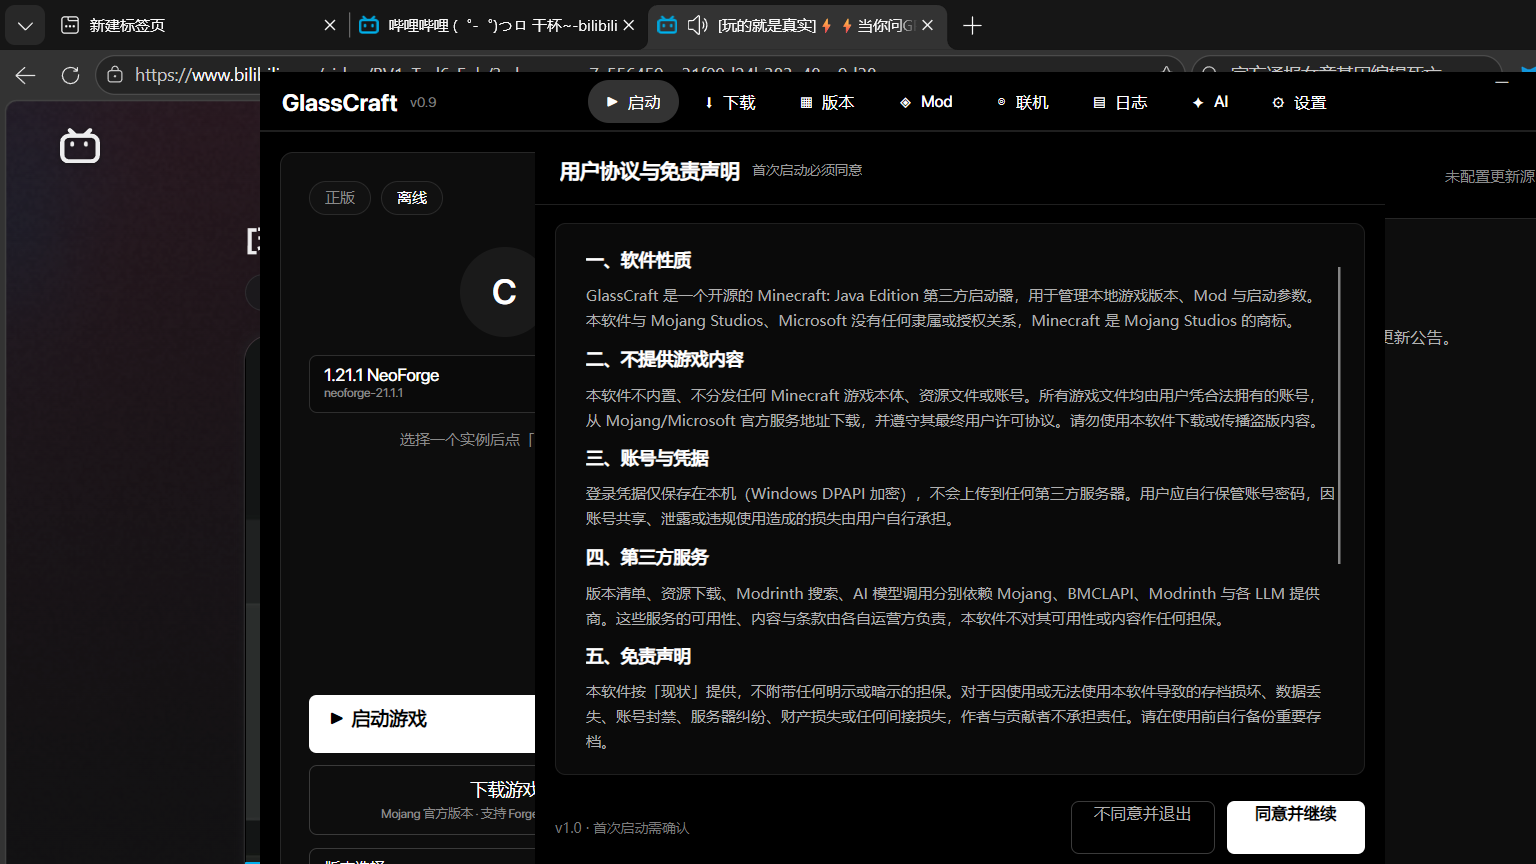 新建标签页
哔哩哔哩 (゜-゜)つロ 干杯~-bilibili
[玩的就是真实]⚡⚡当你问G
https://www.bili
GlassCraft v0.9
启动 下载 版本 Mod 联机 日志 AI 设置
正版 离线
C
1.21.1 NeoForge
neoforge-21.1.1
选择一个实例后点「
启动游戏
下载游戏
Mojang 官方版本 · 支持 Forge
用户协议与免责声明 首次启动必须同意
未配置更新源
更新公告。
一、软件性质
GlassCraft 是一个开源的 Minecraft: Java Edition 第三方启动器，用于管理本地游戏版本、Mod 与启动参数。
本软件与 Mojang Studios、Microsoft 没有任何隶属或授权关系，Minecraft 是 Mojang Studios 的商标。
二、不提供游戏内容
本软件不内置、不分发任何 Minecraft 游戏本体、资源文件或账号。所有游戏文件均由用户凭合法拥有的账号，
从 Mojang/Microsoft 官方服务地址下载，并遵守其最终用户许可协议。请勿使用本软件下载或传播盗版内容。
三、账号与凭据
登录凭据仅保存在本机（Windows DPAPI 加密），不会上传到任何第三方服务器。用户应自行保管账号密码，因
账号共享、泄露或违规使用造成的损失由用户自行承担。
四、第三方服务
版本清单、资源下载、Modrinth 搜索、AI 模型调用分别依赖 Mojang、BMCLAPI、Modrinth 与各 LLM 提供
商。这些服务的可用性、内容与条款由各自运营方负责，本软件不对其可用性或内容作任何担保。
五、免责声明
本软件按「现状」提供，不附带任何明示或暗示的担保。对于因使用或无法使用本软件导致的存档损坏、数据丢
失、账号封禁、服务器纠纷、财产损失或任何间接损失，作者与贡献者不承担责任。请在使用前自行备份重要存
档。
v1.0 · 首次启动需确认
不同意并退出
同意并继续